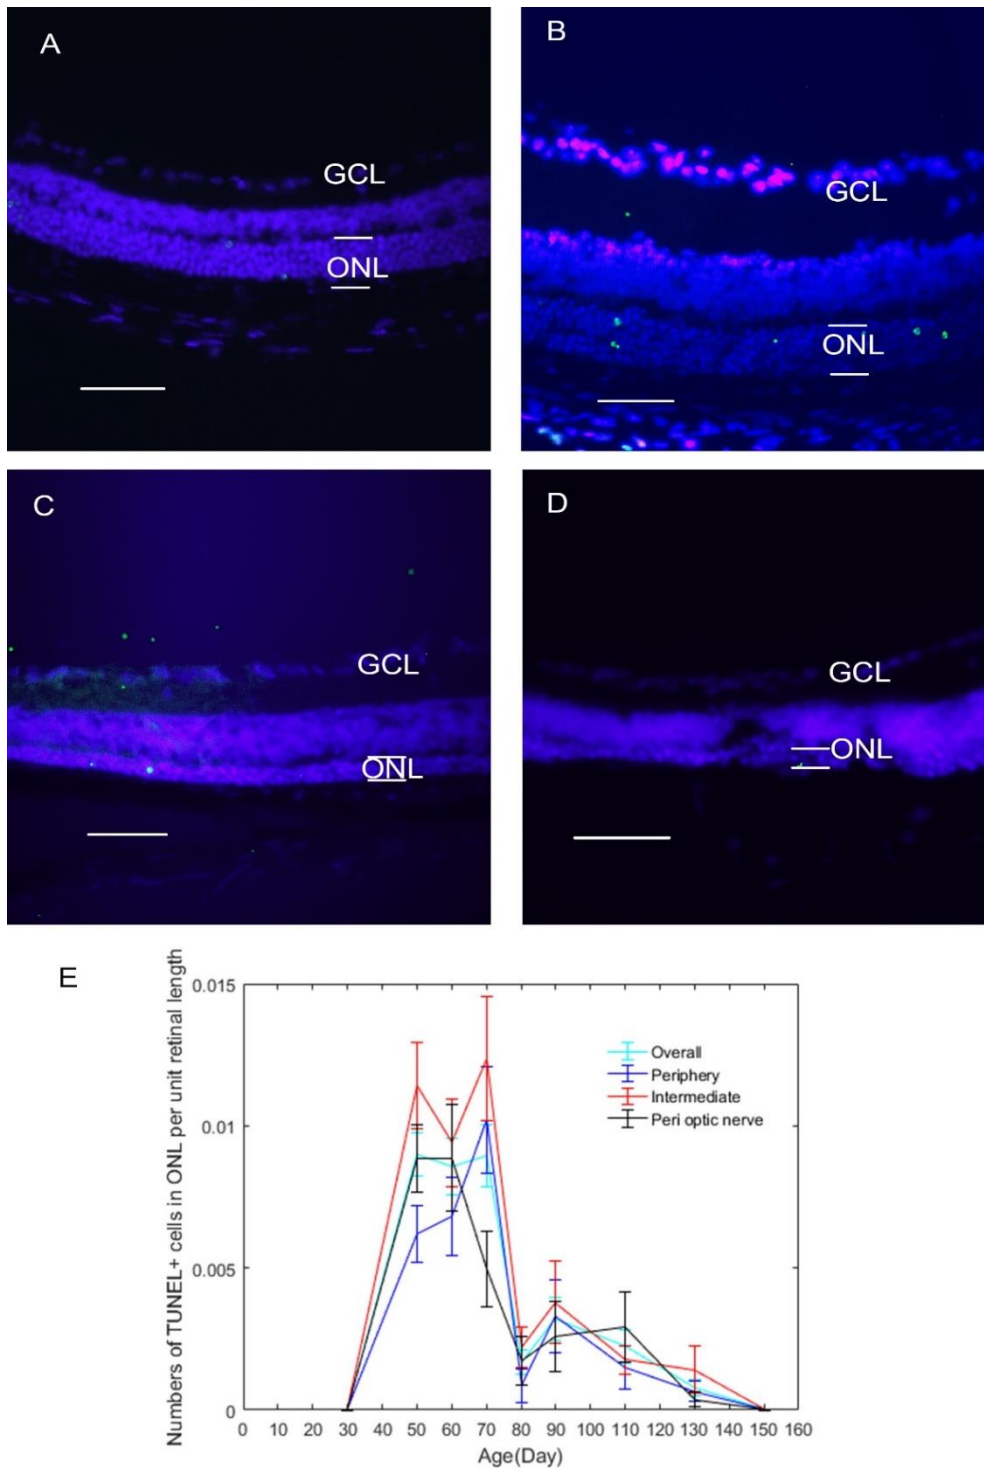 A
GCL
ONL
B
GCL
ONL
C
GCL
ONL
D
GCL
ONL
E
Numbers of TUNEL+ cells in ONL per unit retinal length
0.015
0.01
0.005
0
Overall
Periphery
Intermediate
Peri optic nerve
0 10 20 30 40 50 60 70 80 90 100 110 120 130 140 150 160
Age(Day)